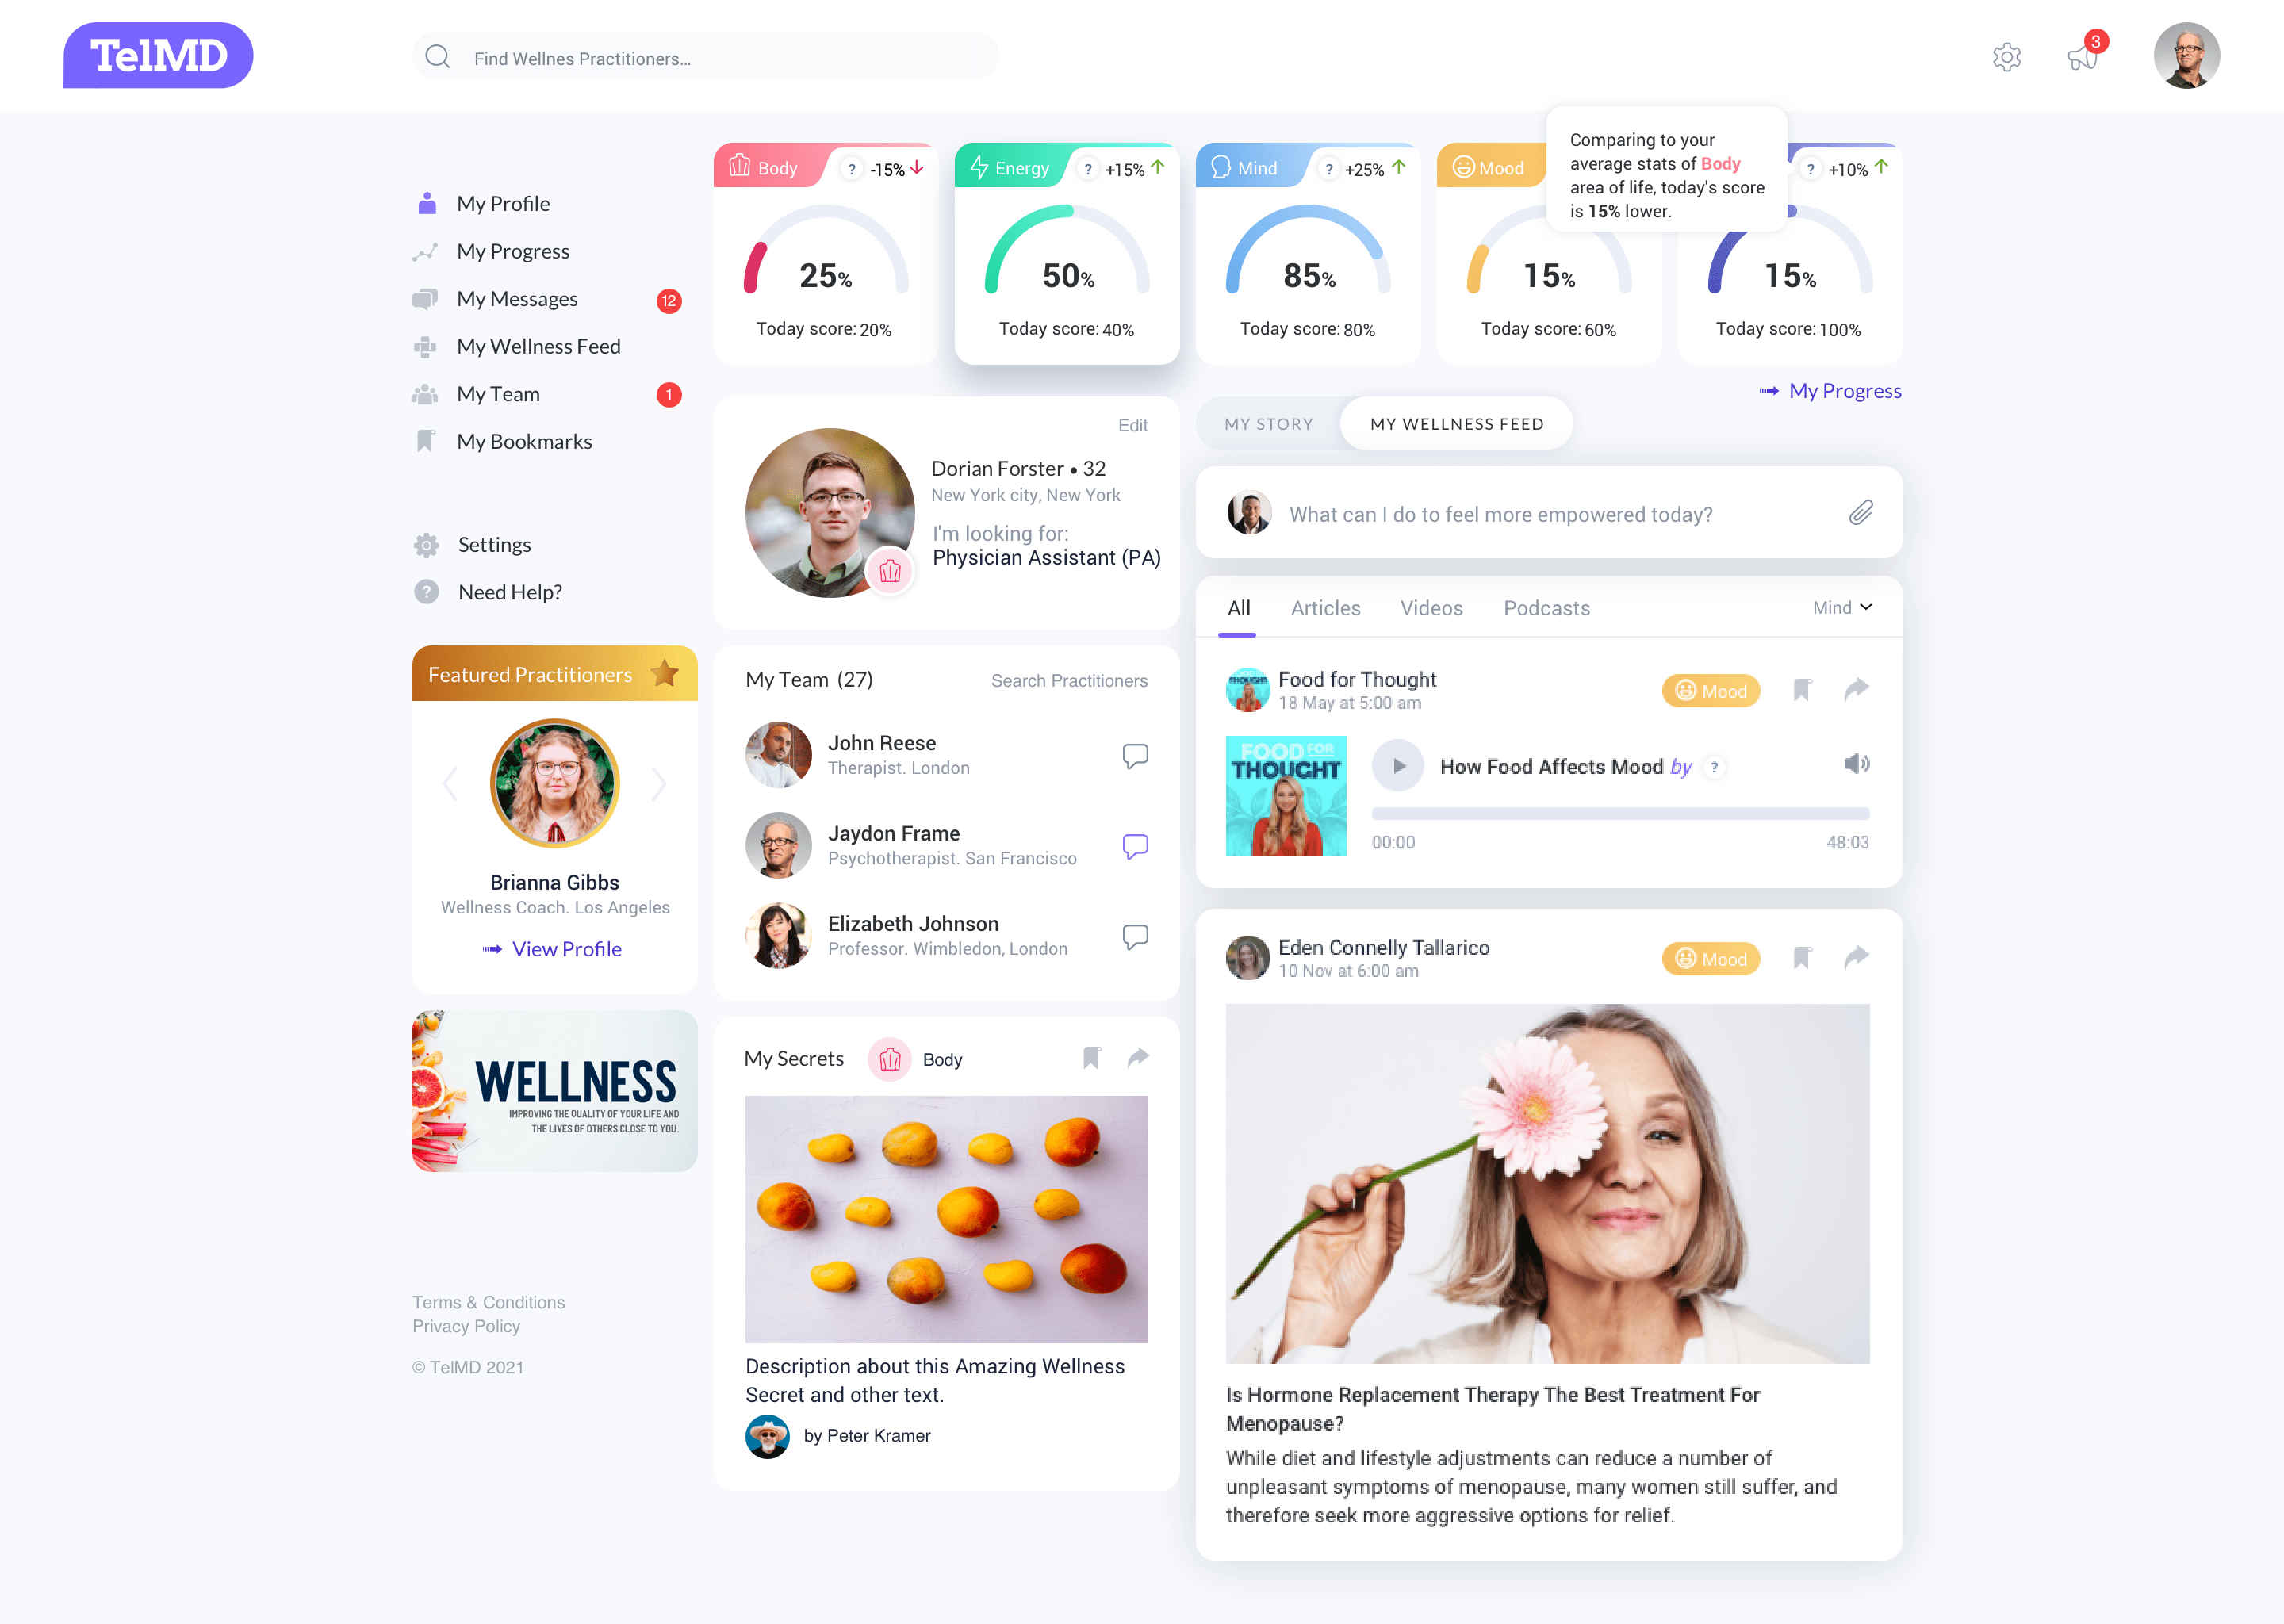 TelMD
Find Wellnes Practitioners...
3
My Profile
My Progress
My Messages
12
My Wellness Feed
My Team
1
My Bookmarks
Settings
Need Help?
Featured Practitioners
Brianna Gibbs
Wellness Coach. Los Angeles
View Profile
WELLNESS
IMPROVING THE QUALITY OF YOUR LIFE AND
THE LIVES OF OTHERS CLOSE TO YOU.
Terms & Conditions
Privacy Policy
© TelMD 2021
Body
?
-15%
25%
Today score: 20%
Energy
?
+15%
50%
Today score: 40%
Mind
?
+25%
85%
Today score: 80%
Mood
15%
Today score: 60%
Comparing to your
average stats of Body
area of life, today's score
is 15% lower.
?
+10%
15%
Today score: 100%
My Progress
Edit
Dorian Forster • 32
New York city, New York
I'm looking for:
Physician Assistant (PA)
My Team (27)
Search Practitioners
John Reese
Therapist. London
Jaydon Frame
Psychotherapist. San Francisco
Elizabeth Johnson
Professor. Wimbledon, London
My Secrets
Body
Description about this Amazing Wellness
Secret and other text.
by Peter Kramer
MY STORY
MY WELLNESS FEED
What can I do to feel more empowered today?
All
Articles
Videos
Podcasts
Mind
THOUGHT
Food for Thought
18 May at 5:00 am
Mood
FOOD FOR
THOUGHT
How Food Affects Mood by ?
00:00
48:03
Eden Connelly Tallarico
10 Nov at 6:00 am
Mood
Is Hormone Replacement Therapy The Best Treatment For
Menopause?
While diet and lifestyle adjustments can reduce a number of
unpleasant symptoms of menopause, many women still suffer, and
therefore seek more aggressive options for relief.